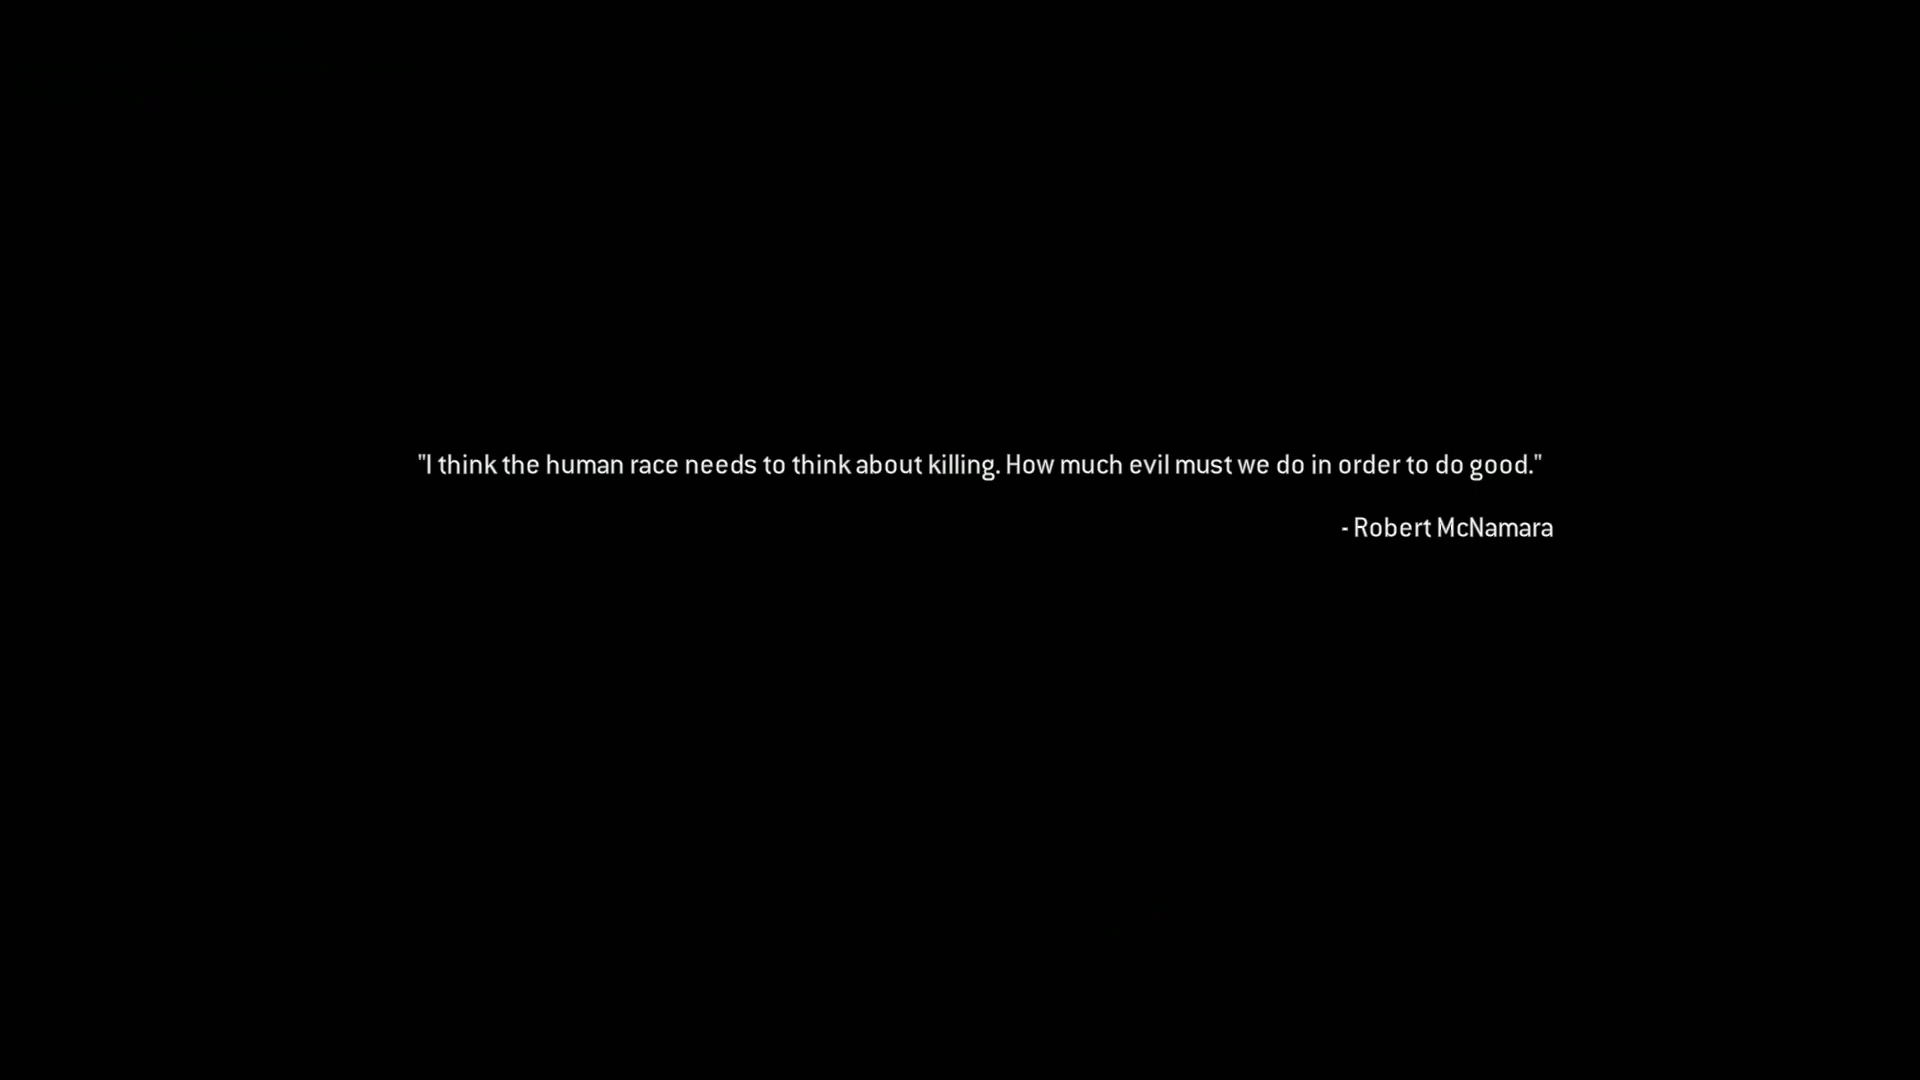 "I think the human race needs to think about killing. How much evil must we do in order to do good."
- Robert McNamara